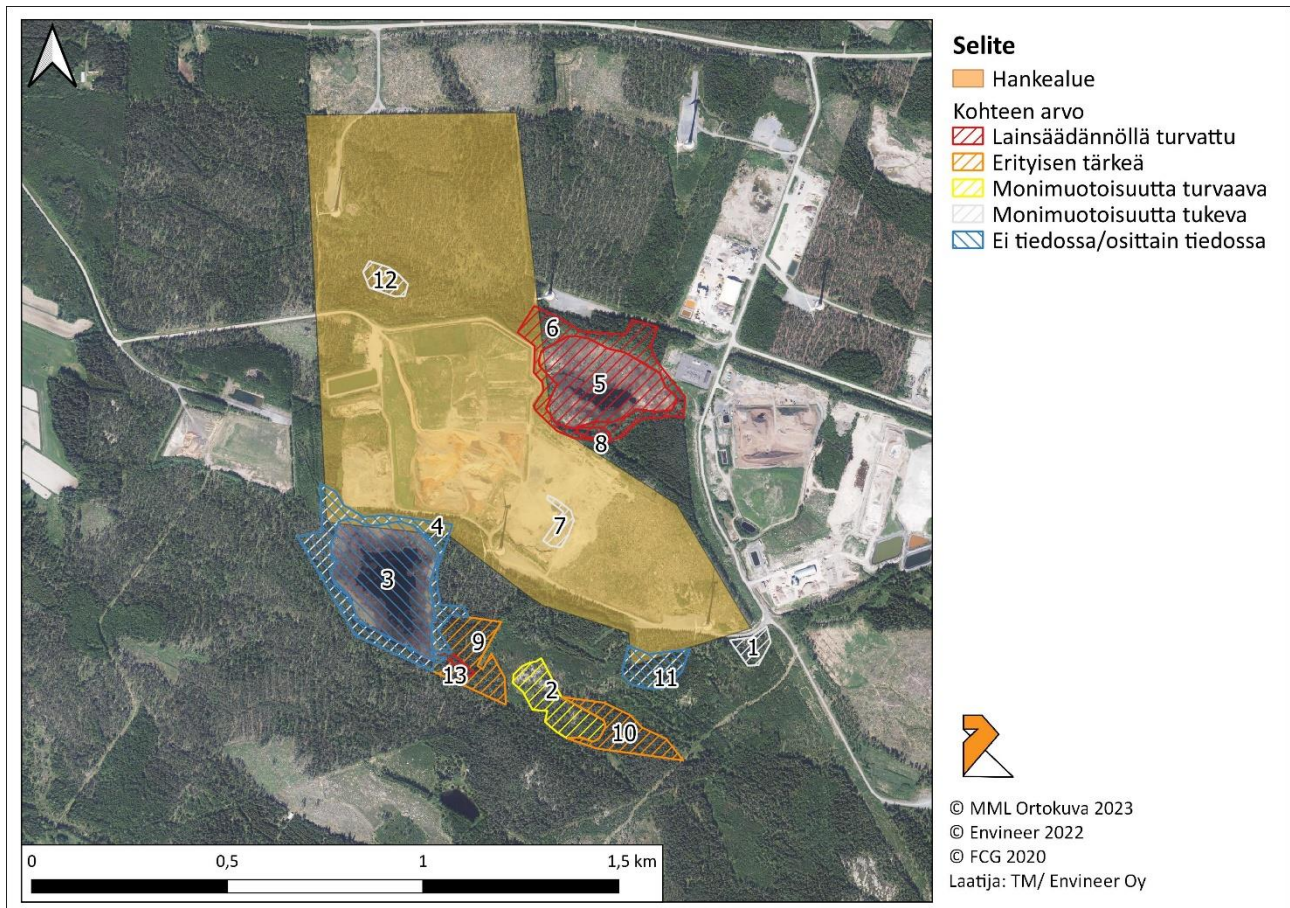 Selite
Hankealue
Kohteen arvo
Lainsäädännöllä turvattu
Erityisen tärkeä
Monimuotoisuutta turvaava
Monimuotoisuutta tukeva
Ei tiedossa/osittain tiedossa
12
6
5
8
7
4
3
9
13
2
10
11
1
0 0,5 1 1,5 km
© MML Ortokuva 2023
© Envineer 2022
© FCG 2020
Laatija: TM/ Envineer Oy